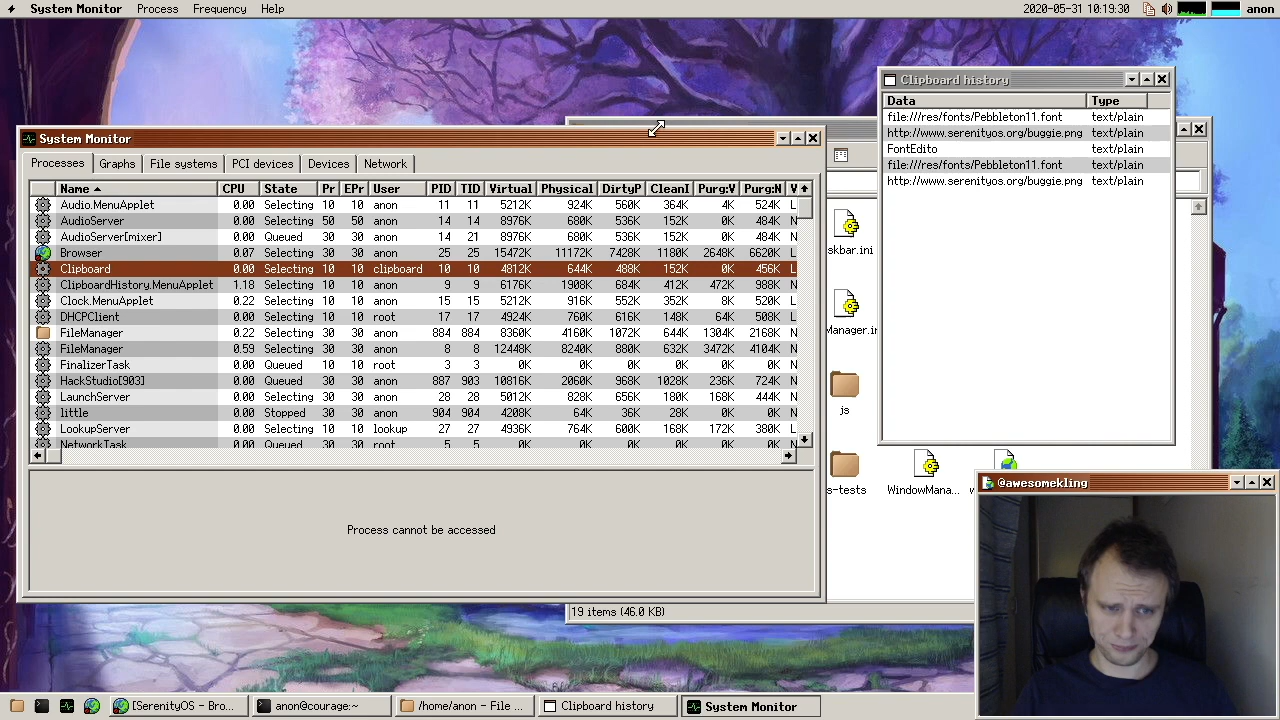 System Monitor Process Frequency Help 2020-05-31 10:19:30 anon
Clipboard history
Data Type
file:///res/fonts/Pebbleton11.font text/plain
http://www.serenityos.org/buggie.png text/plain
FontEdito text/plain
file:///res/fonts/Pebbleton11.font text/plain
http://www.serenityos.org/buggie.png text/plain
System Monitor
Processes Graphs File systems PCI devices Devices Network
Name CPU State Pr EPr User PID TID Virtual Physical DirtyP CleanI Purg:V Purg:N V
Audio.MenuApplet 0.00 Selecting 10 10 anon 11 11 5212K 924K 560K 364K 4K 524K L
AudioServer 0.00 Selecting 50 50 anon 14 14 8976K 680K 536K 152K 0K 484K N
AudioServer[mixer] 0.00 Queued 30 30 anon 14 21 8976K 680K 536K 152K 0K 484K N
Browser 0.07 Selecting 30 30 anon 25 25 15472K 11172K 7428K 1180K 2648K 6620K L
Clipboard 0.00 Selecting 10 10 clipboard 10 10 4812K 644K 488K 152K 0K 456K L
ClipboardHistory.MenuApplet 1.18 Selecting 10 10 anon 9 9 6176K 1908K 684K 412K 472K 988K N
Clock.MenuApplet 0.22 Selecting 10 10 anon 15 15 5212K 916K 552K 352K 8K 520K L
DHCPClient 0.00 Selecting 10 10 root 17 17 4924K 760K 616K 148K 64K 508K L
FileManager 0.22 Selecting 30 30 anon 884 884 8360K 4160K 1072K 644K 1304K 2168K N
FileManager 0.59 Selecting 30 30 anon 8 8 12448K 8240K 880K 632K 3472K 4104K N
FinalizerTask 0.00 Queued 10 10 root 3 3 0K 0K 0K 0K 0K 0K N
HackStudio[903] 0.00 Queued 30 30 anon 887 903 10816K 2060K 968K 1028K 236K 724K N
LaunchServer 0.00 Selecting 30 30 anon 28 28 5012K 828K 656K 180K 168K 444K N
little 0.00 Stopped 30 30 anon 904 904 4208K 64K 36K 28K 0K 0K N
LookupServer 0.00 Selecting 10 10 lookup 27 27 4936K 764K 600K 168K 172K 380K L
NetworkTask 0.00 Queued 30 30 root 5 5 0K 0K 0K 0K 0K 0K N
Process cannot be accessed
skbar.ini
Manager.in
js
s-tests
WindowMana...
19 items (46.0 KB)
@awesomekling
[SerenityOS - Bro... anon@courage:~ /home/anon - File ... Clipboard history System Monitor